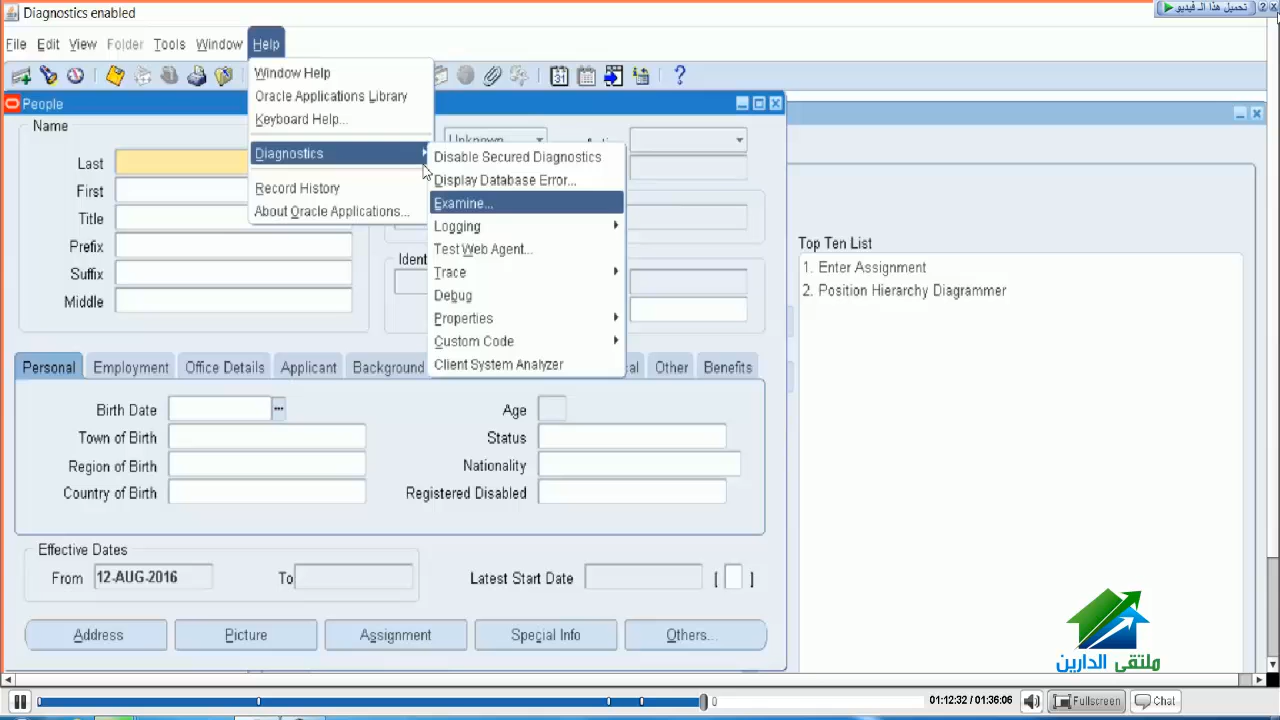 Diagnostics enabled
تحميل هذا الـ فيديو
File Edit View Folder Tools Window Help
Window Help
Oracle Applications Library
Keyboard Help...
Diagnostics
Record History
About Oracle Applications...
Disable Secured Diagnostics
Display Database Error...
Examine...
Logging
Test Web Agent...
Trace
Debug
Properties
Custom Code
Client System Analyzer
People
Name
Unknown
Last
First
Title
Prefix
Suffix
Middle
Top Ten List
1. Enter Assignment
2. Position Hierarchy Diagrammer
Personal Employment Office Details Applicant Background Other Benefits
Birth Date
Age
Town of Birth
Status
Region of Birth
Nationality
Country of Birth
Registered Disabled
Effective Dates
From 12-AUG-2016 To
Latest Start Date [ ]
Address Picture Assignment Special Info Others...
ملتقى الدارين
0 01:12:32 / 01:36:06 Fullscreen Chat